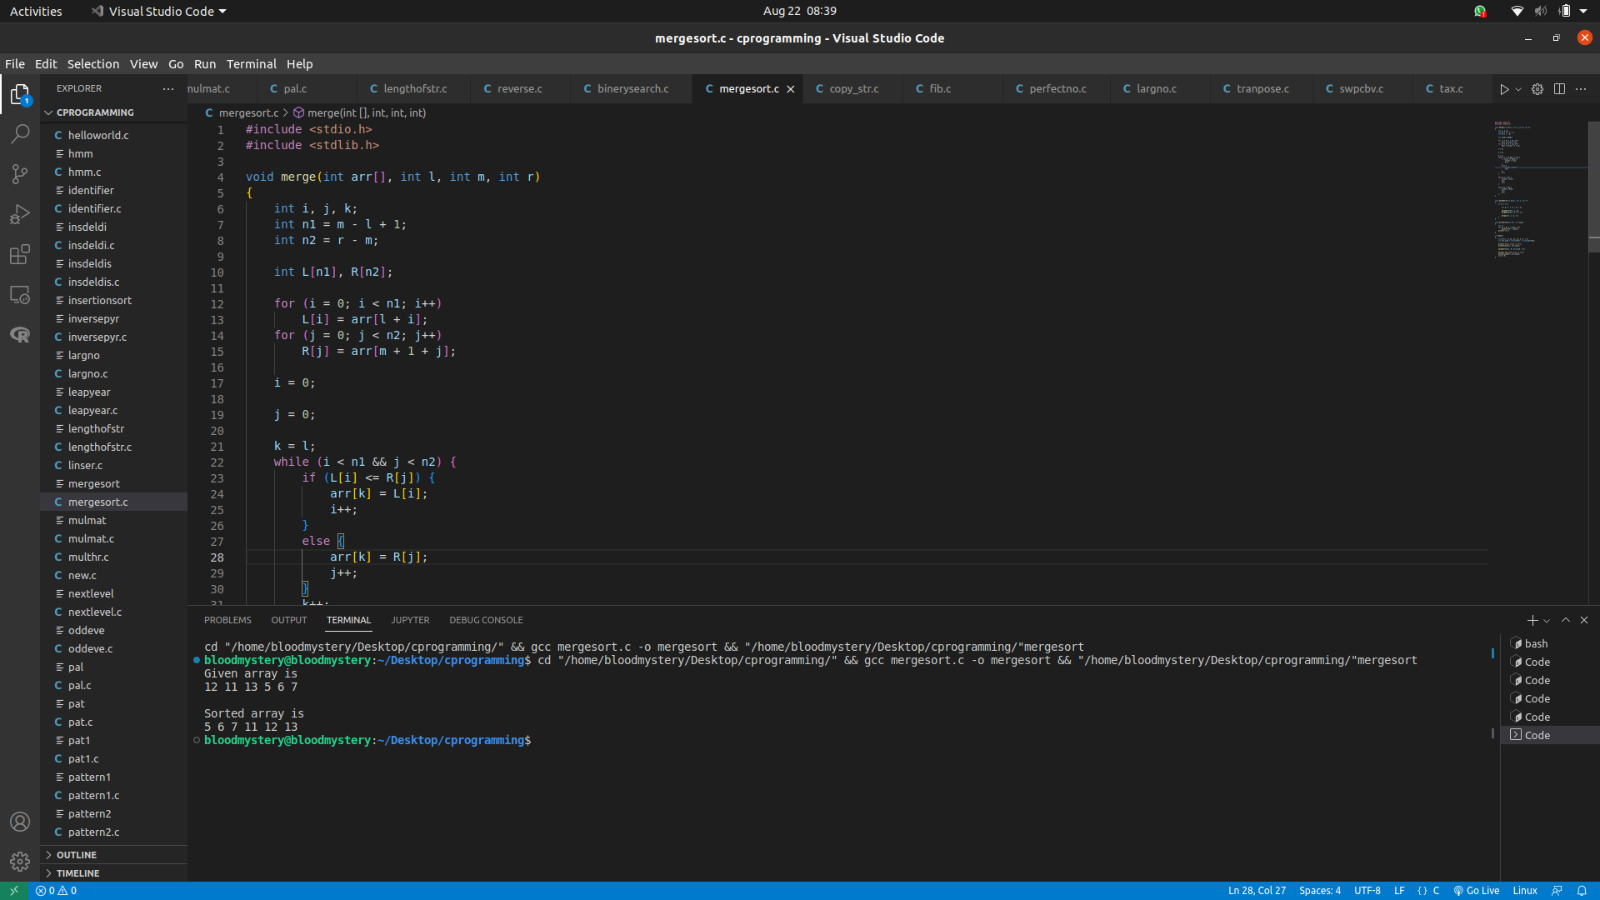 Activities Visual Studio Code Aug 22 08:39
mergesort.c - cprogramming - Visual Studio Code
File Edit Selection View Go Run Terminal Help
EXPLORER
CPROGRAMMING
helloworld.c
hmm
hmm.c
identifier
identifier.c
insdeldi
insdeldi.c
insdeldis
insdeldis.c
insertionsort
inversepyr
inversepyr.c
largno
largno.c
leapyear
leapyear.c
lengthofstr
lengthofstr.c
linser.c
mergesort
mergesort.c
mulmat
mulmat.c
multhr.c
new.c
nextlevel
nextlevel.c
oddeve
oddeve.c
pal
pal.c
pat
pat.c
pat1
pat1.c
pattern1
pattern1.c
pattern2
pattern2.c
OUTLINE
TIMELINE
mulmat.c pal.c lengthofstr.c reverse.c binerysearch.c mergesort.c copy_str.c fib.c perfectno.c largno.c tranpose.c swpcbv.c tax.c
mergesort.c > merge(int [], int, int, int)
1 #include <stdio.h>
2 #include <stdlib.h>
3
4 void merge(int arr[], int l, int m, int r)
5 {
6 int i, j, k;
7 int n1 = m - l + 1;
8 int n2 = r - m;
9
10 int L[n1], R[n2];
11
12 for (i = 0; i < n1; i++)
13 L[i] = arr[l + i];
14 for (j = 0; j < n2; j++)
15 R[j] = arr[m + 1 + j];
16
17 i = 0;
18
19 j = 0;
20
21 k = l;
22 while (i < n1 && j < n2) {
23 if (L[i] <= R[j]) {
24 arr[k] = L[i];
25 i++;
26 }
27 else {
28 arr[k] = R[j];
29 j++;
30 }
31 k++;
PROBLEMS OUTPUT TERMINAL JUPYTER DEBUG CONSOLE
cd "/home/bloodmystery/Desktop/cprogramming/" && gcc mergesort.c -o mergesort && "/home/bloodmystery/Desktop/cprogramming/"mergesort
bloodmystery@bloodmystery:~/Desktop/cprogramming$ cd "/home/bloodmystery/Desktop/cprogramming/" && gcc mergesort.c -o mergesort && "/home/bloodmystery/Desktop/cprogramming/"mergesort
Given array is
12 11 13 5 6 7

Sorted array is
5 6 7 11 12 13
bloodmystery@bloodmystery:~/Desktop/cprogramming$
bash
Code
Code
Code
Code
Code
0 0 Ln 28, Col 27 Spaces: 4 UTF-8 LF {} C Go Live Linux